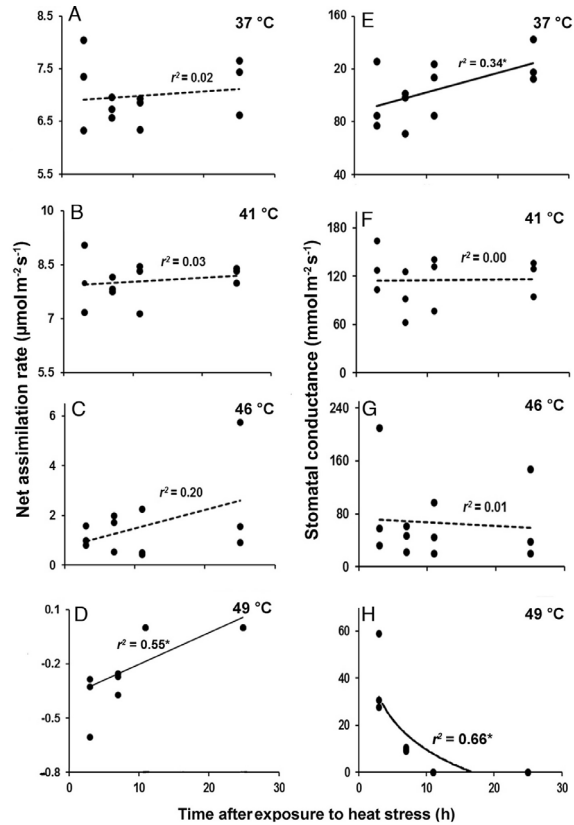 A 37 °C
8.5
7.5
6.5
5.5
r² = 0.02
E 37 °C
160
20
80
40
r² = 0.34*
B 41 °C
10
8.5
7
5.5
r² = 0.03
F 41 °C
180
120
60
0
r² = 0.00
C 46 °C
6
4
2
0
r² = 0.20
G 46 °C
240
180
120
60
0
r² = 0.01
D 49 °C
0.1
-0.2
-0.5
-0.8
r² = 0.55*
0 10 20 30
H 49 °C
60
40
20
0
r² = 0.66*
0 10 20 30
Net assimilation rate (µmol m⁻² s⁻¹)
Stomatal conductance (mmol m⁻² s⁻¹)
Time after exposure to heat stress (h)